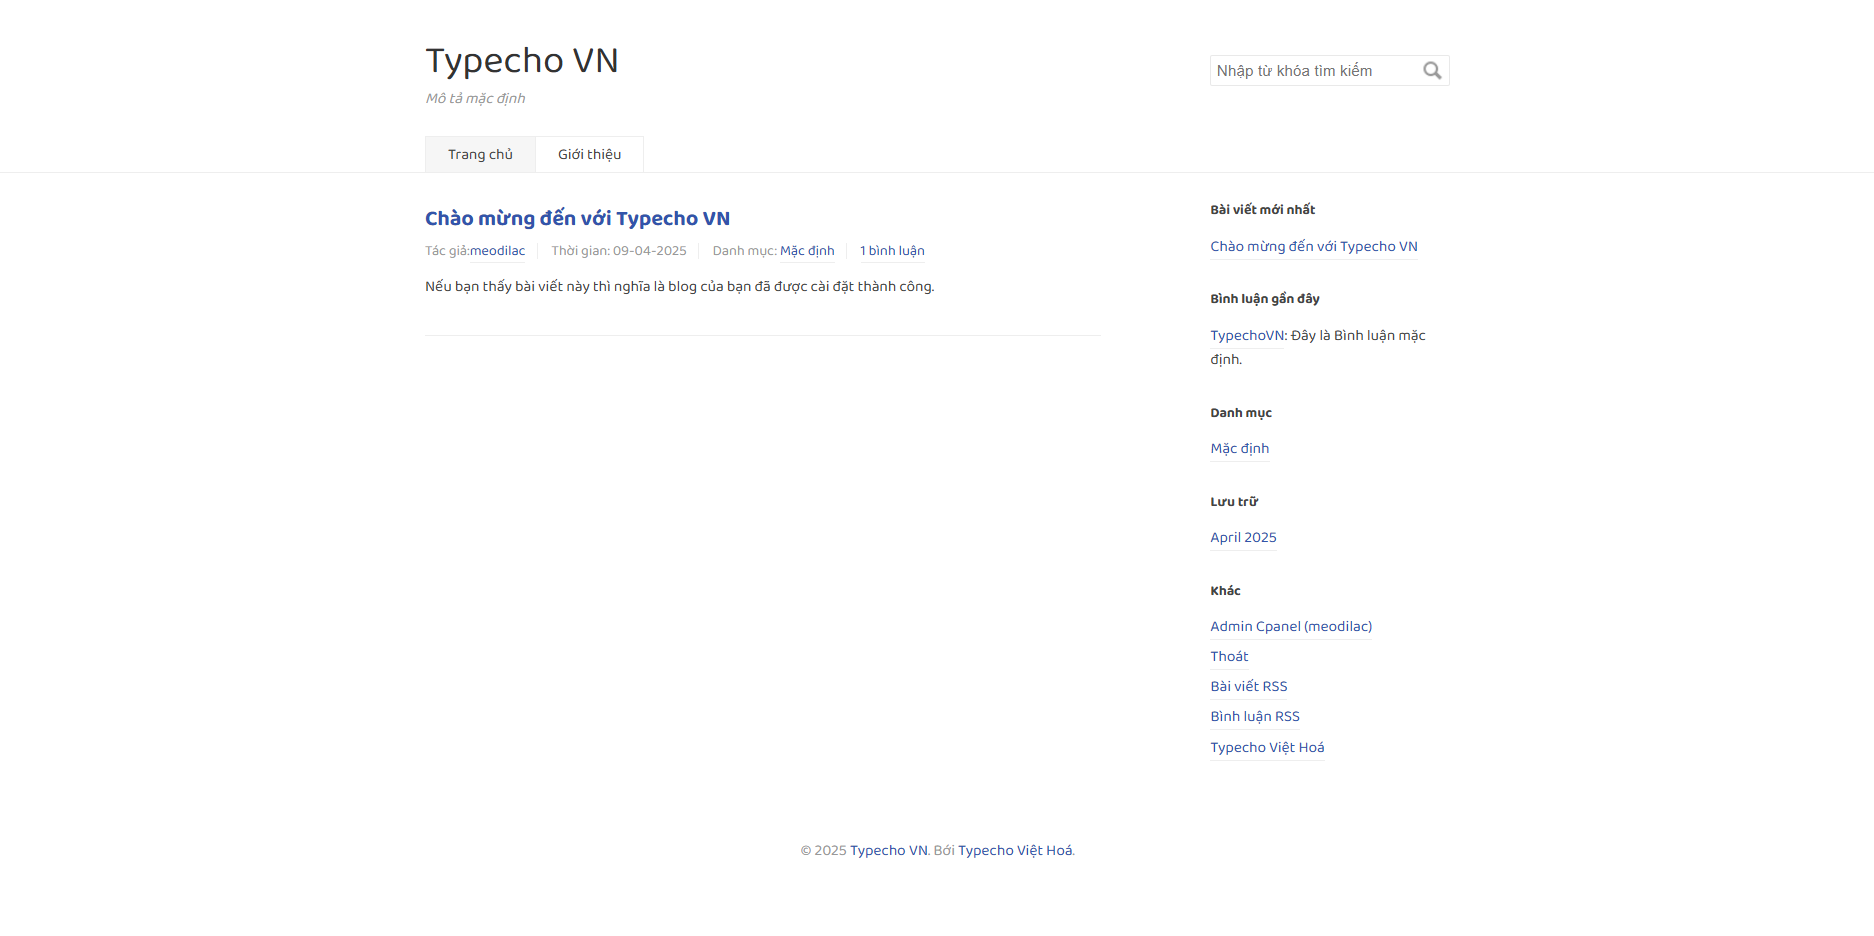 Typecho VN
Mô tả mặc định
Nhập từ khóa tìm kiếm
Trang chủ
Giới thiệu
Chào mừng đến với Typecho VN
Tác giả:meodilac Thời gian: 09-04-2025 Danh mục: Mặc định 1 bình luận
Nếu bạn thấy bài viết này thì nghĩa là blog của bạn đã được cài đặt thành công.
Bài viết mới nhất
Chào mừng đến với Typecho VN
Bình luận gần đây
TypechoVN: Đây là Bình luận mặc
định.
Danh mục
Mặc định
Lưu trữ
April 2025
Khác
Admin Cpanel (meodilac)
Thoát
Bài viết RSS
Bình luận RSS
Typecho Việt Hoá
© 2025 Typecho VN. Bới Typecho Việt Hoá.